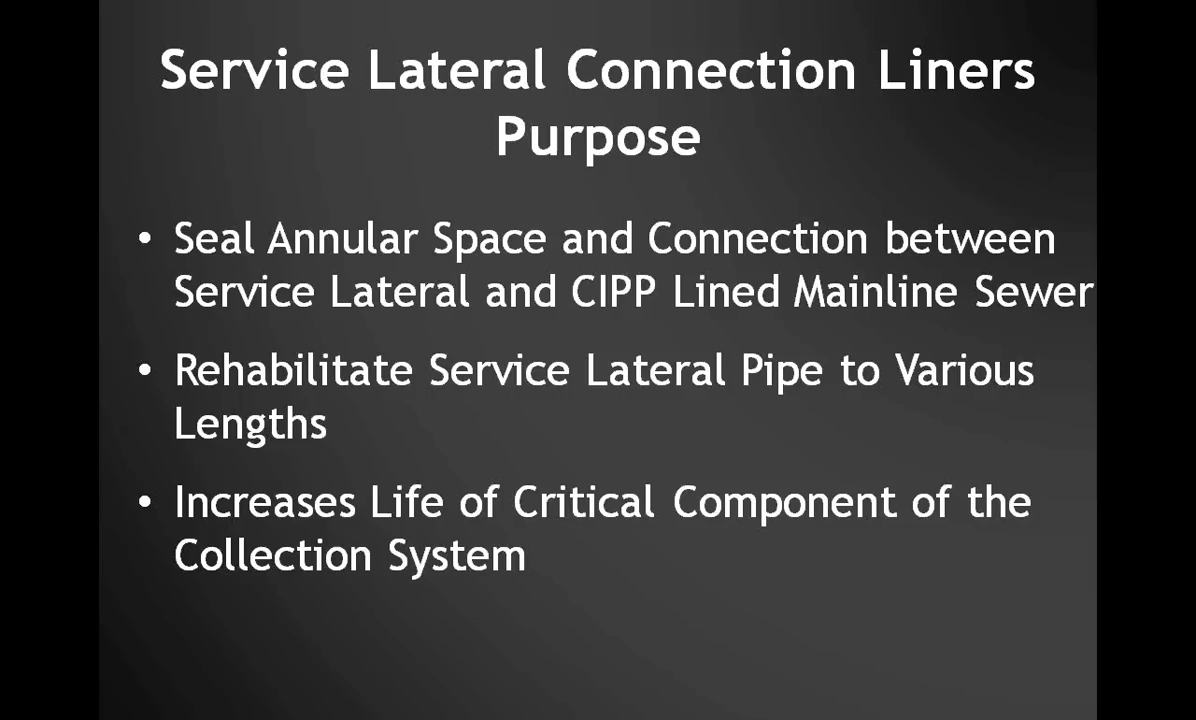 Service Lateral Connection Liners
Purpose
• Seal Annular Space and Connection between
Service Lateral and CIPP Lined Mainline Sewer
• Rehabilitate Service Lateral Pipe to Various
Lengths
• Increases Life of Critical Component of the
Collection System